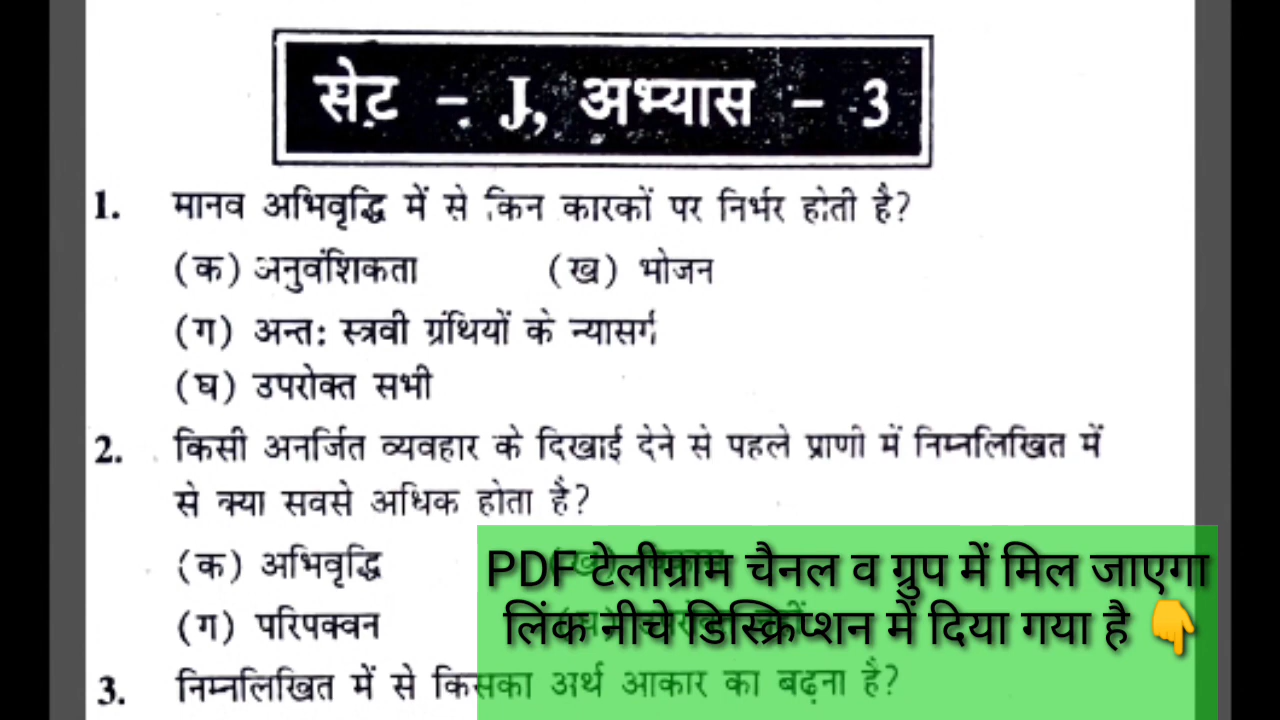 सेट - J, अभ्यास - 3
1. मानव अभिवृद्धि में से किन कारकों पर निर्भर होती है?
(क) अनुवंशिकता (ख) भोजन
(ग) अन्त: स्त्रवी ग्रंथियों के न्यासर्ग
(घ) उपरोक्त सभी
2. किसी अनर्जित व्यवहार के दिखाई देने से पहले प्राणी में निम्नलिखित में
से क्या सवसे अधिक होता है?
(क) अभिवृद्धि (ख)
(ग) परिपक्वन
PDF टेलीग्राम चैनल व ग्रुप में मिल जाएगा
लिंक नीचे डिस्क्रिप्शन में दिया गया है 👇
3. निम्नलिखित में से किसका अर्थ आकार का बढ़ना है?